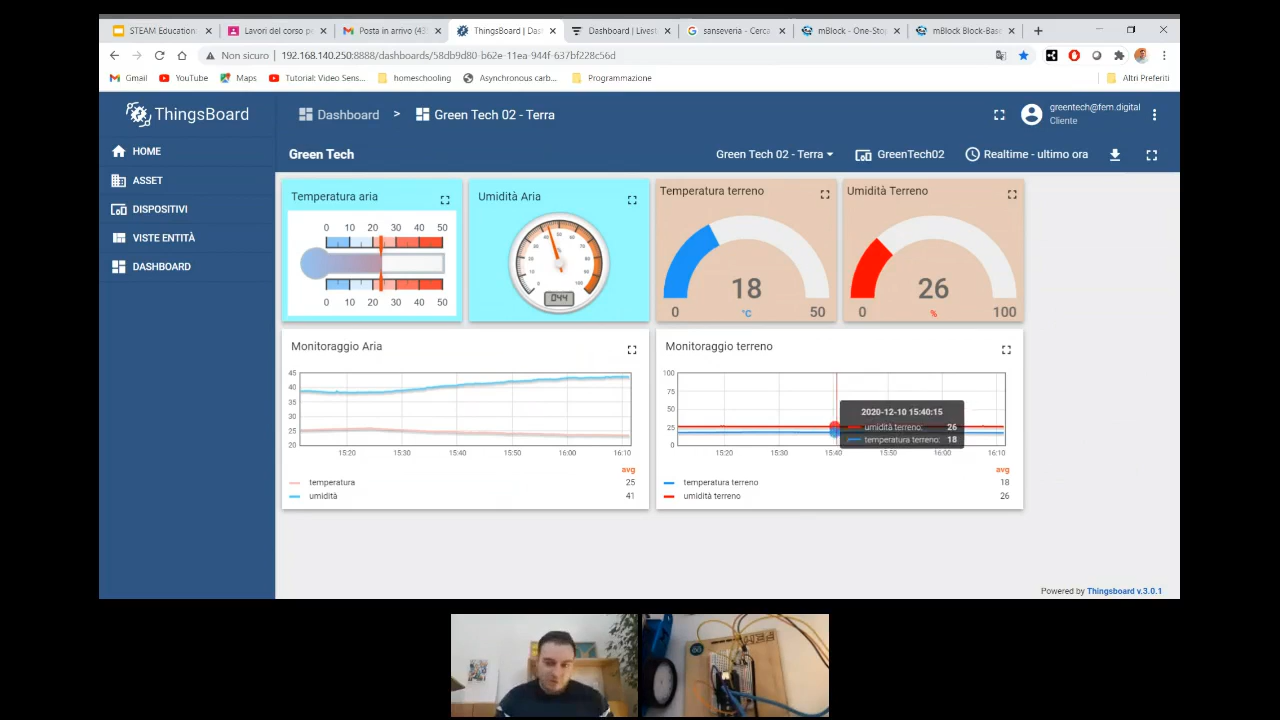 STEAM Education
Lavori del corso pe
Posta in arrivo (43
ThingsBoard | Das
Dashboard | Livest
sanseveria - Cerca
mBlock - One-Stop
mBlock Block-Base
Non sicuro | 192.168.140.250:8888/dashboards/58db9d80-b62e-11ea-944f-637bf228c56d
Gmail
YouTube
Maps
Tutorial: Video Sens...
homeschooling
Asynchronous carb...
Programmazione
Altri Preferiti
ThingsBoard
Dashboard > Green Tech 02 - Terra
greentech@fem.digital
Cliente
HOME
ASSET
DISPOSITIVI
VISTE ENTITÀ
DASHBOARD
Green Tech
Green Tech 02 - Terra
GreenTech02
Realtime - ultimo ora
Temperatura aria
0 10 20 30 40 50
0 10 20 30 40 50
Umidità Aria
044
Temperatura terreno
18
0 °C 50
Umidità Terreno
26
0 % 100
Monitoraggio Aria
45
40
35
30
25
20
15:20 15:30 15:40 15:50 16:00 16:10
avg
temperatura 25
umidità 41
Monitoraggio terreno
100
75
50
25
0
15:20 15:30 15:40 15:50 16:00 16:10
2020-12-10 15:40:15
umidità terreno: 26
temperatura terreno: 18
avg
temperatura terreno 18
umidità terreno 26
Powered by Thingsboard v.3.0.1